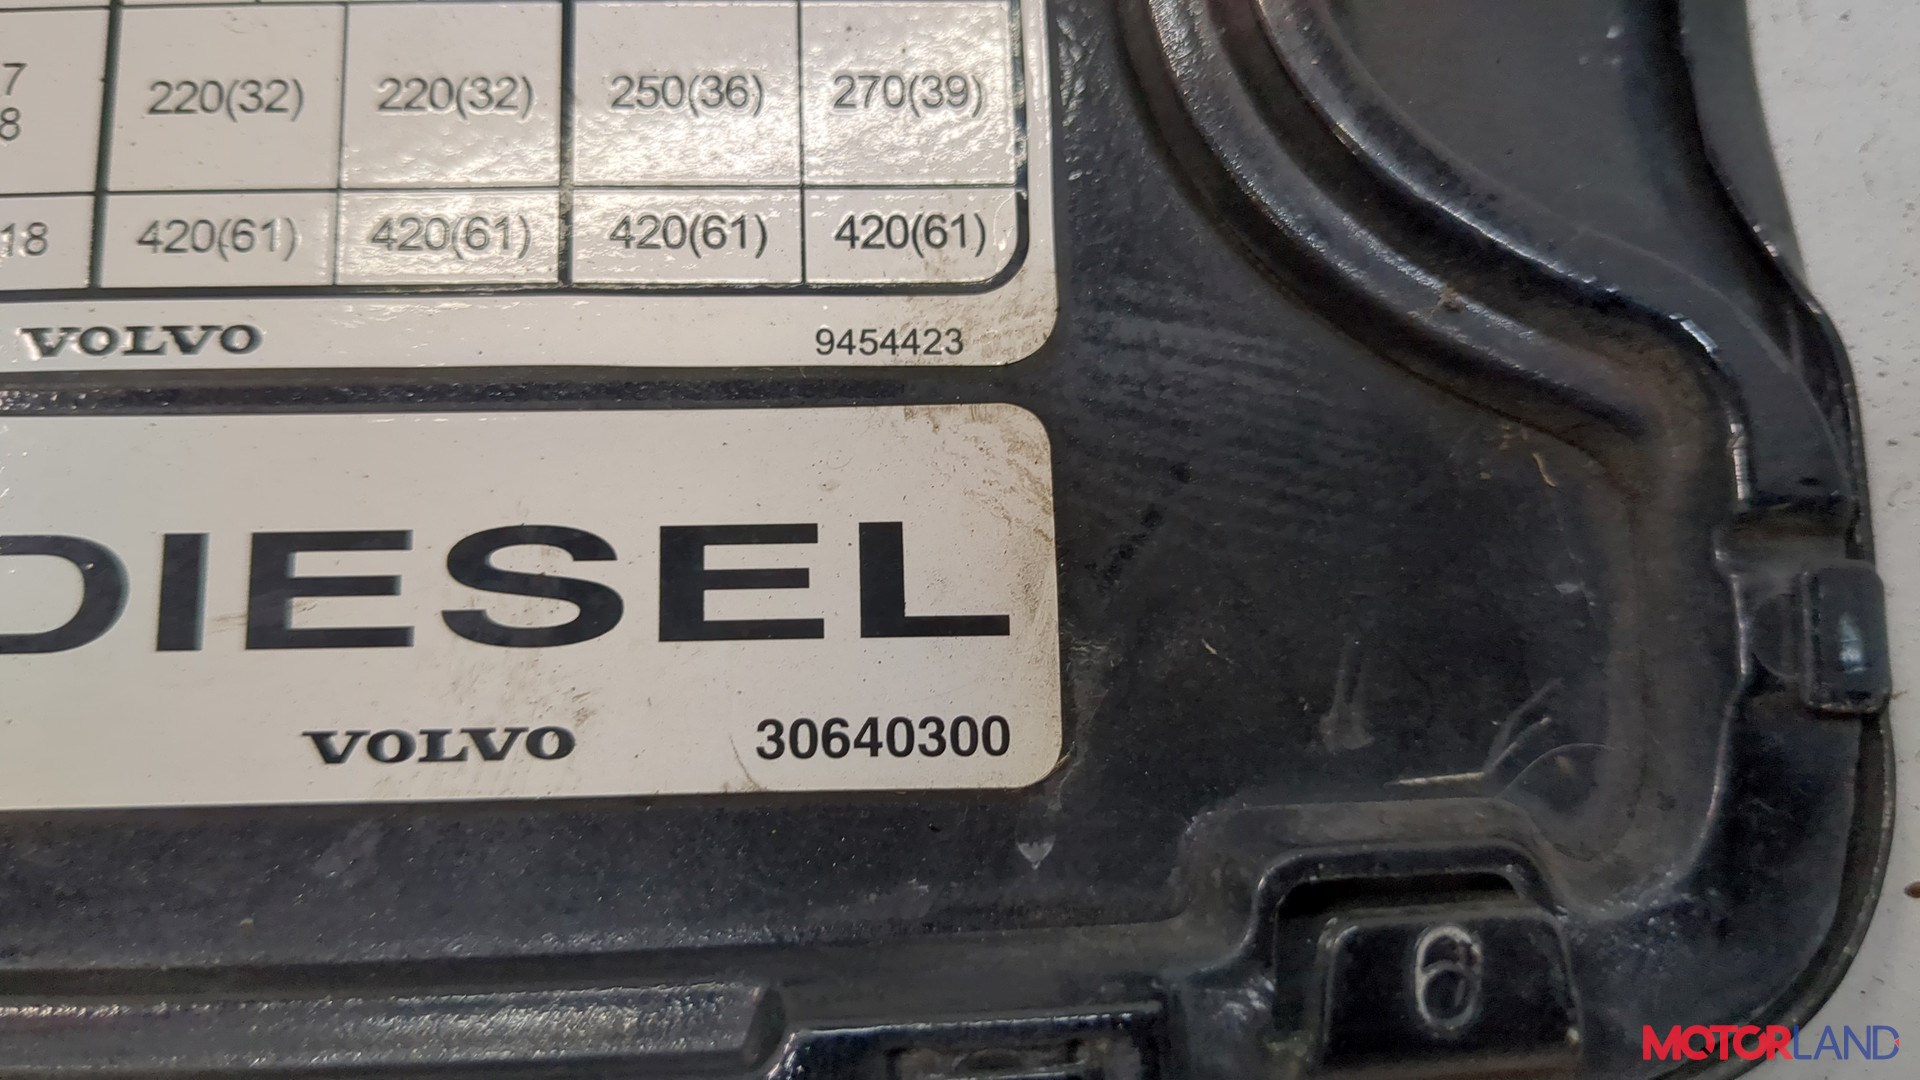 7 220(32) 220(32) 250(36) 270(39)
8
18 420(61) 420(61) 420(61) 420(61)
VOLVO 9454423
DIESEL
VOLVO 30640300
6
MOTORLAND